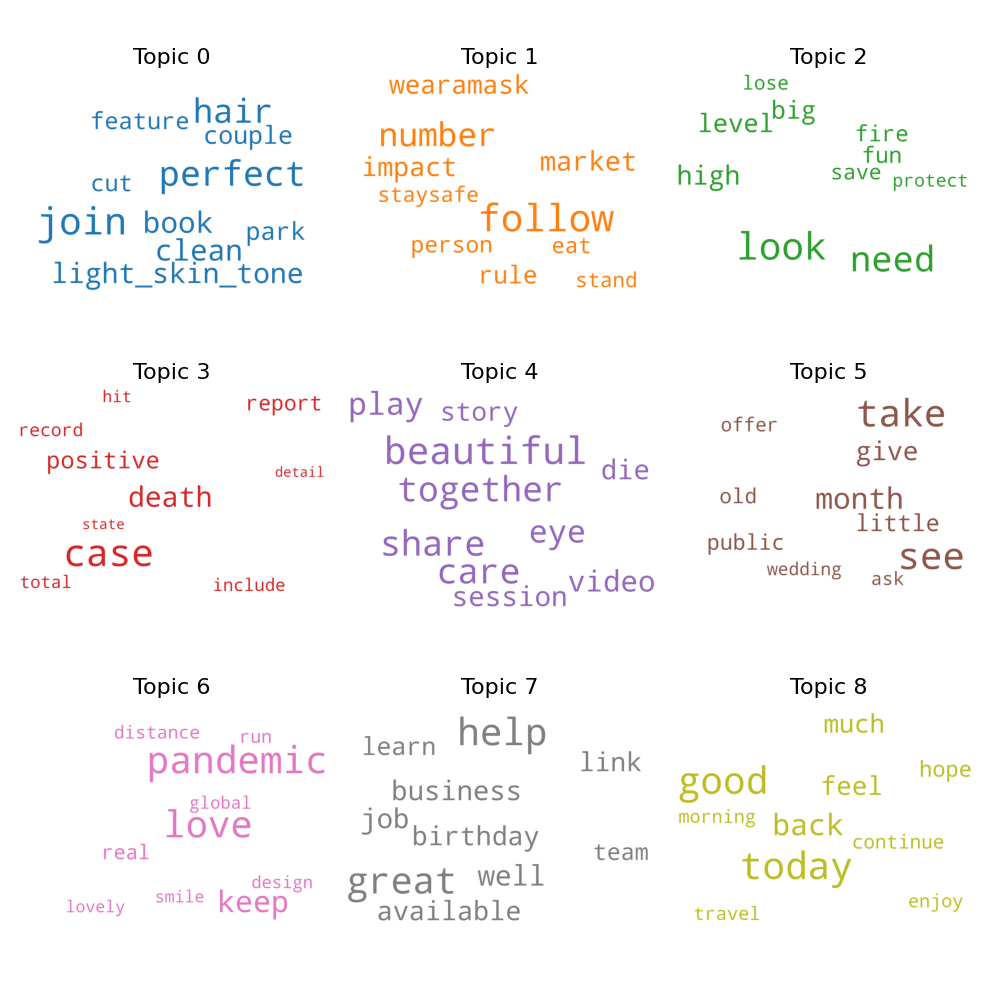 Topic 0
feature
hair
couple
cut
perfect
join
book
park
clean
light_skin_tone
Topic 1
wearamask
number
impact
market
staysafe
follow
person
eat
rule
stand
Topic 2
lose
big
level
fire
fun
high
save
protect
look
need
Topic 3
hit
report
record
positive
detail
death
state
case
total
include
Topic 4
play
story
beautiful
die
together
share
eye
care
video
session
Topic 5
offer
take
give
old
month
little
public
see
wedding
ask
Topic 6
distance
run
pandemic
global
love
real
design
smile
keep
lovely
Topic 7
help
learn
link
business
job
birthday
team
great
well
available
Topic 8
much
hope
good
feel
morning
back
continue
today
enjoy
travel